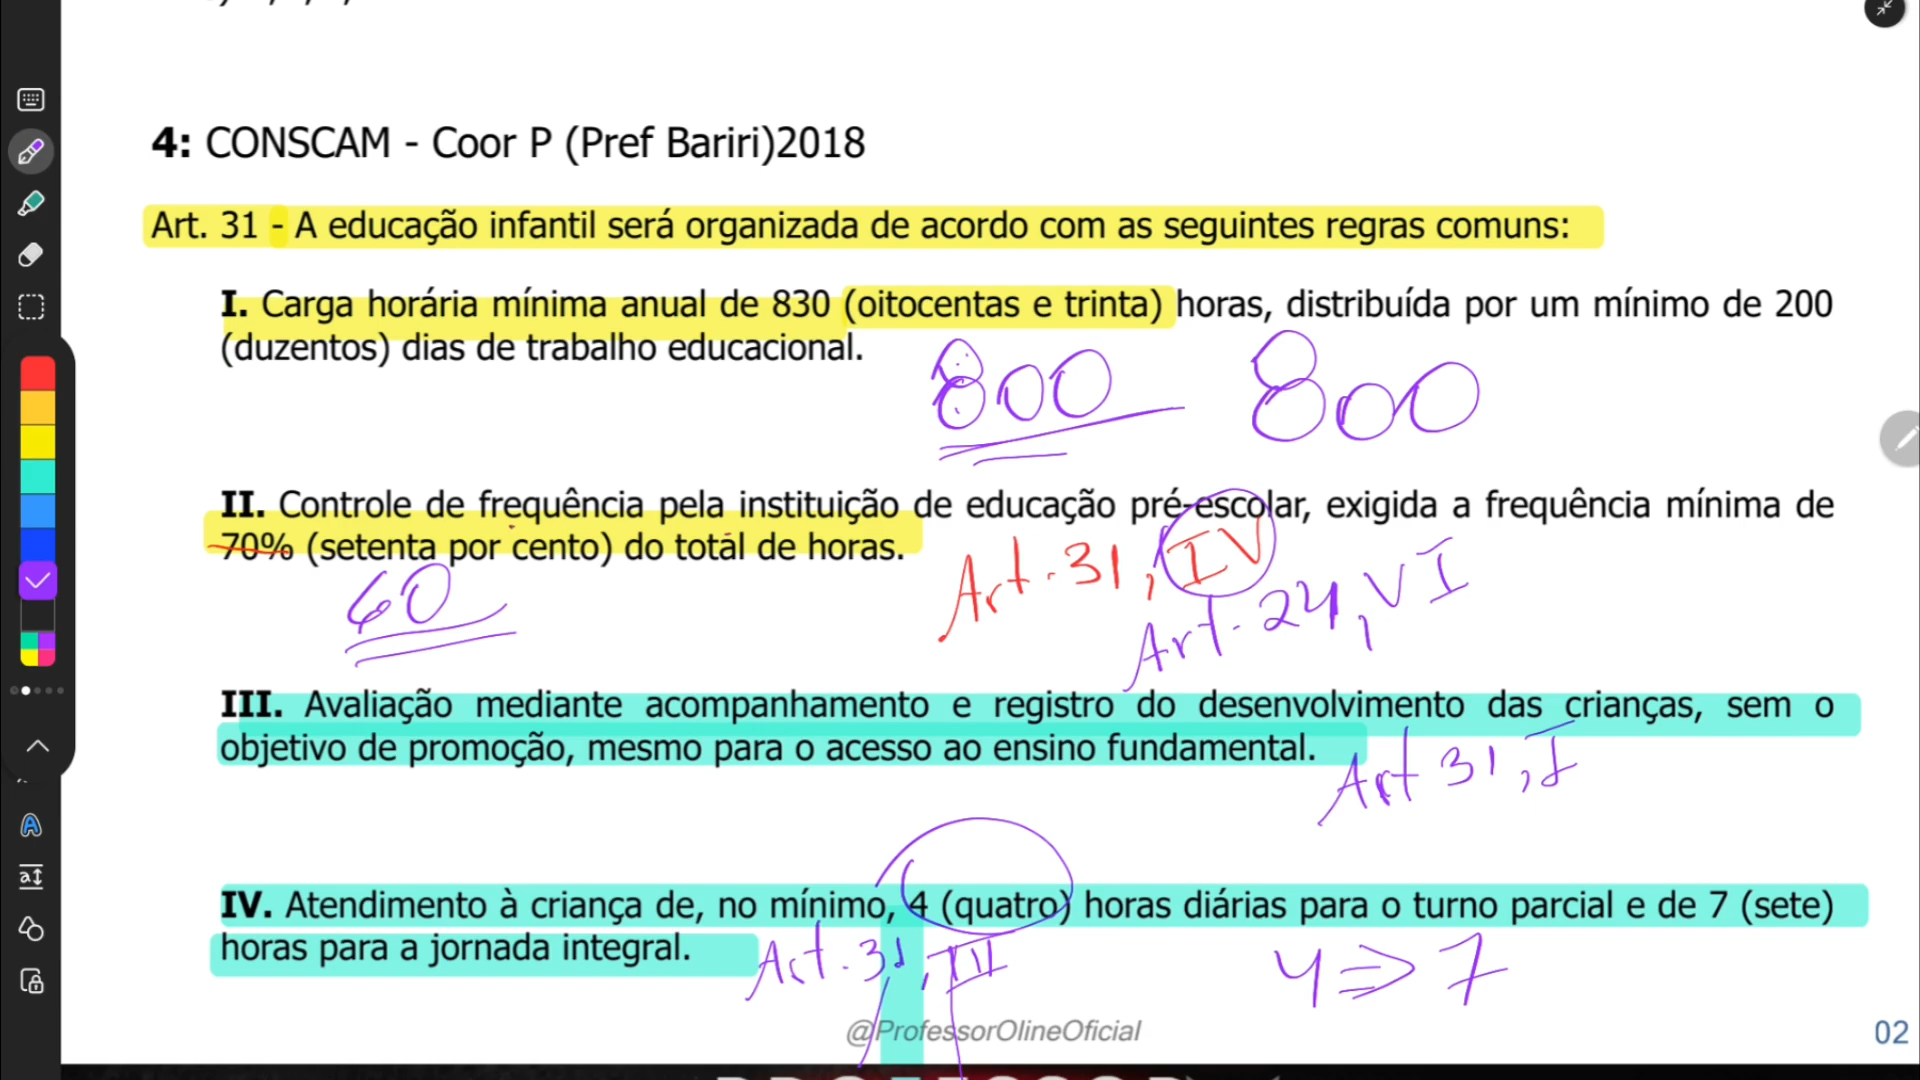 4: CONSCAM - Coor P (Pref Bariri)2018
Art. 31 - A educação infantil será organizada de acordo com as seguintes regras comuns:
I. Carga horária mínima anual de 830 (oitocentas e trinta) horas, distribuída por um mínimo de 200
(duzentos) dias de trabalho educacional.
800 800
II. Controle de frequência pela instituição de educação pré-escolar, exigida a frequência mínima de
70% (setenta por cento) do total de horas.
Art. 31, IV
60
Art. 24, VI
III. Avaliação mediante acompanhamento e registro do desenvolvimento das crianças, sem o
objetivo de promoção, mesmo para o acesso ao ensino fundamental.
Art 31, I
IV. Atendimento à criança de, no mínimo, 4 (quatro) horas diárias para o turno parcial e de 7 (sete)
horas para a jornada integral.
Art. 31, III
4 ⇒ 7
@ProfessorOlineOficial
02